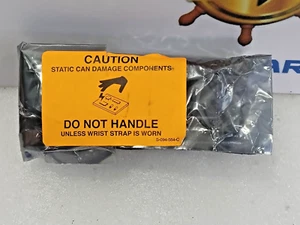 CAUTION
STATIC CAN DAMAGE COMPONENTS
DO NOT HANDLE
UNLESS WRIST STRAP IS WORN